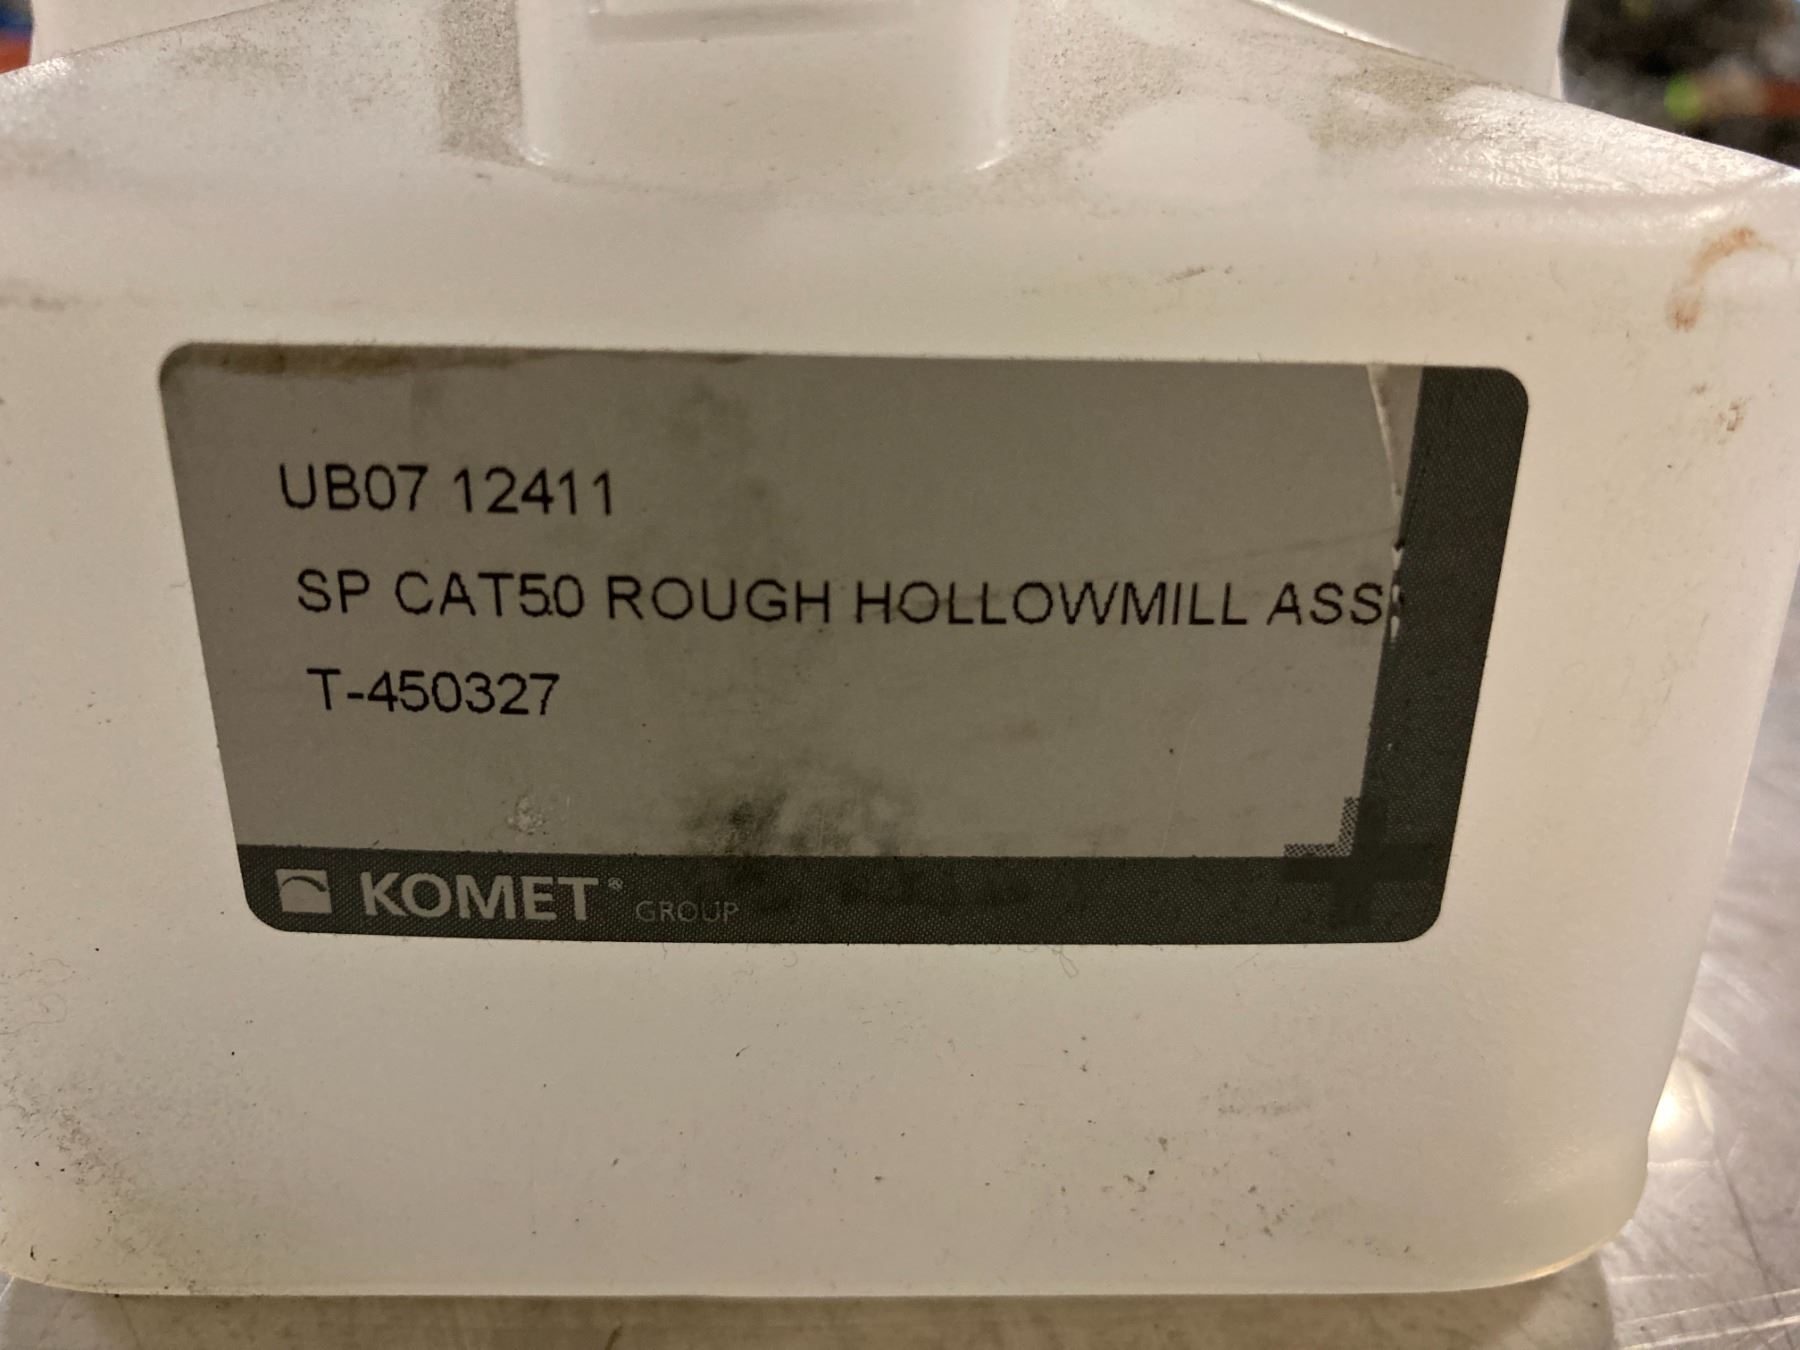 UB07 12411
SP CAT50 ROUGH HOLLOWMILL ASS
T-450327
KOMET® GROUP